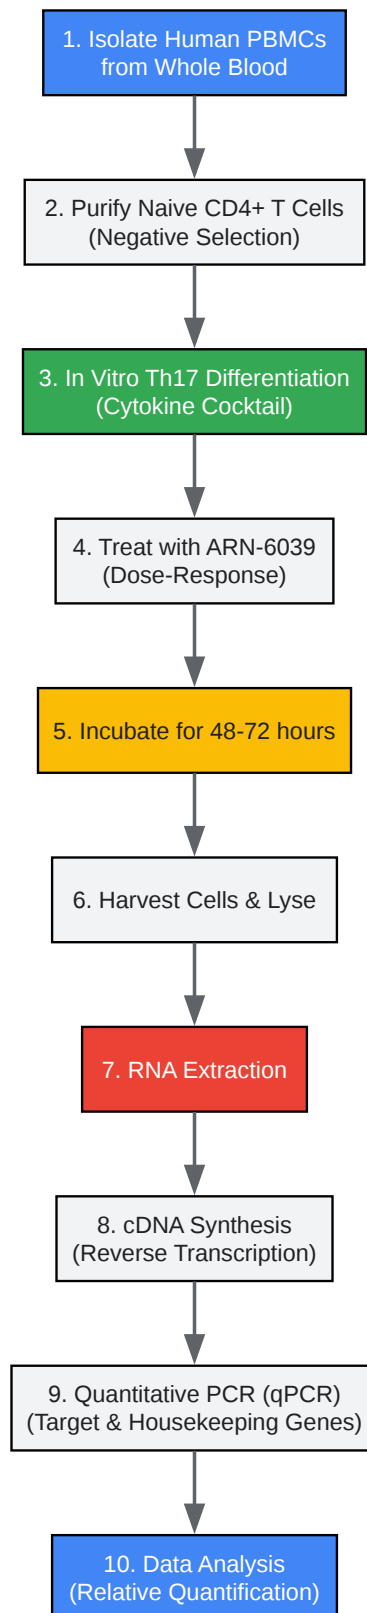 1. Isolate Human PBMCs
from Whole Blood
2. Purify Naive CD4+ T Cells
(Negative Selection)
3. In Vitro Th17 Differentiation
(Cytokine Cocktail)
4. Treat with ARN-6039
(Dose-Response)
5. Incubate for 48-72 hours
6. Harvest Cells & Lyse
7. RNA Extraction
8. cDNA Synthesis
(Reverse Transcription)
9. Quantitative PCR (qPCR)
(Target & Housekeeping Genes)
10. Data Analysis
(Relative Quantification)